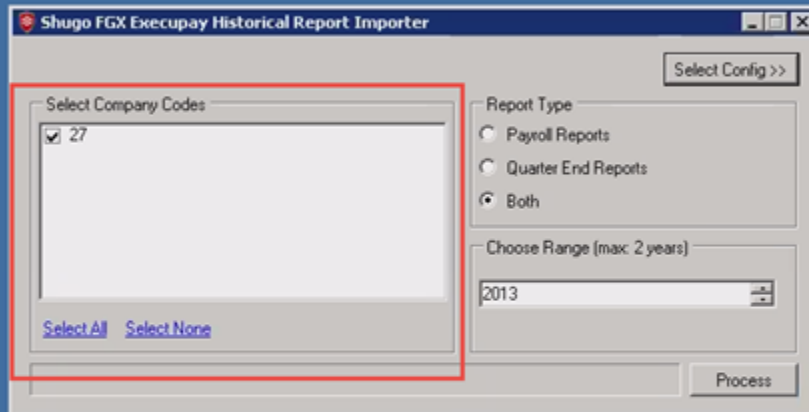 Shugo FGX Execupay Historical Report Importer
Select Config >>
Select Company Codes
27
Select All Select None
Report Type
Payroll Reports
Quarter End Reports
Both
Choose Range (max: 2 years)
2013
Process